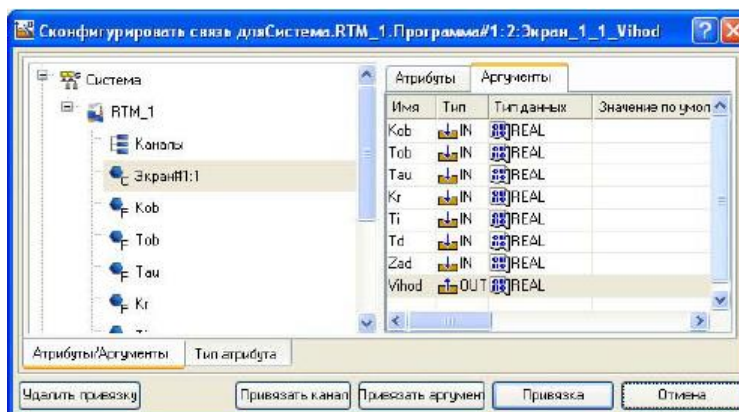 Сконфигурировать связь дляСистема.RTM_1.Программа#1:2:Экран_1_1_Vihod
Система
RTM_1
Каналы
Экран#1:1
Kob
Tob
Tau
Kr
Атрибуты Аргументы
Имя Тип Тип данных Значение по умол
Kob IN REAL
Tob IN REAL
Tau IN REAL
Kr IN REAL
Ti IN REAL
Td IN REAL
Zad IN REAL
Vihod OUT REAL
Атрибуты/Аргументы Тип атрибута
Удалить привязку Привязать канал Привязать аргумен Привязка Отмена